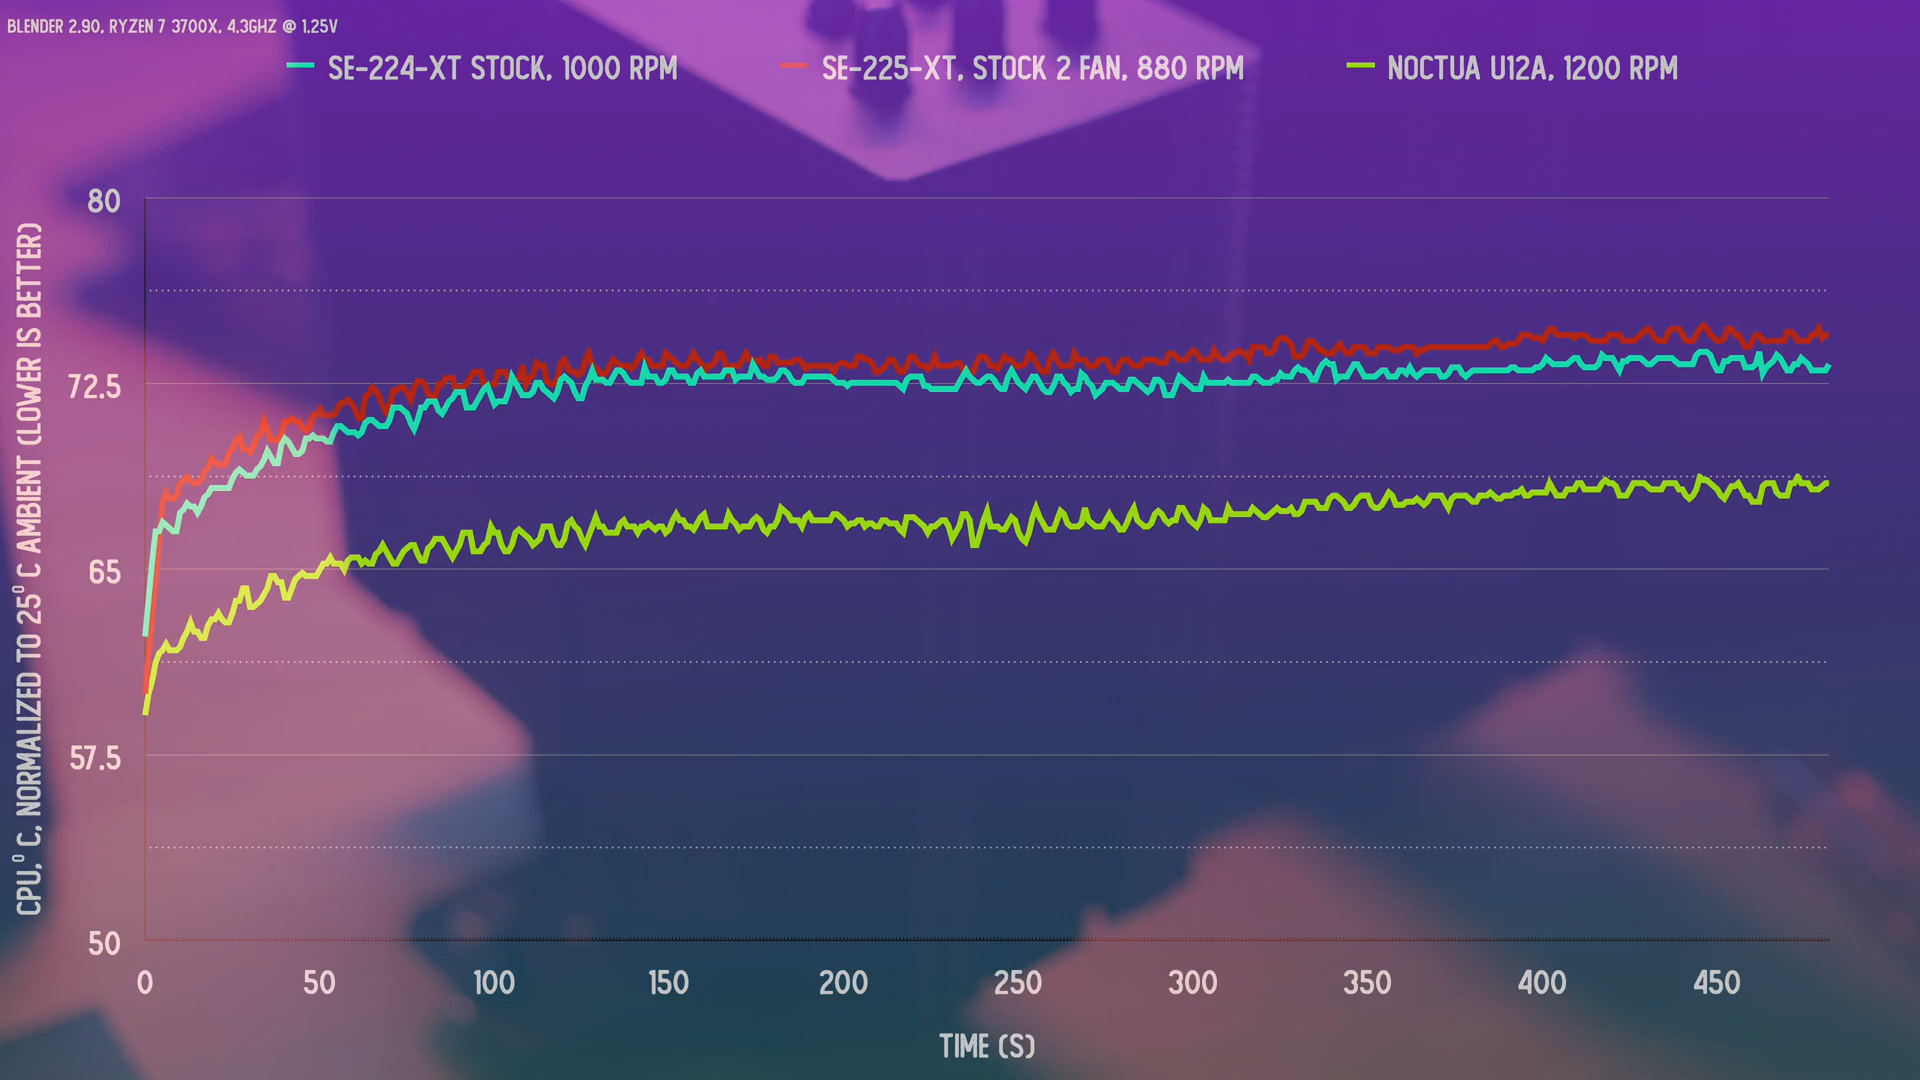 BLENDER 2.90, RYZEN 7 3700X, 4.3GHZ @ 1.25V
SE-224-XT STOCK, 1000 RPM
SE-225-XT, STOCK 2 FAN, 880 RPM
NOCTUA U12A, 1200 RPM
CPU,° C, NORMALIZED TO 25° C AMBIENT (LOWER IS BETTER)
80
72.5
65
57.5
50
0 50 100 150 200 250 300 350 400 450
TIME (S)